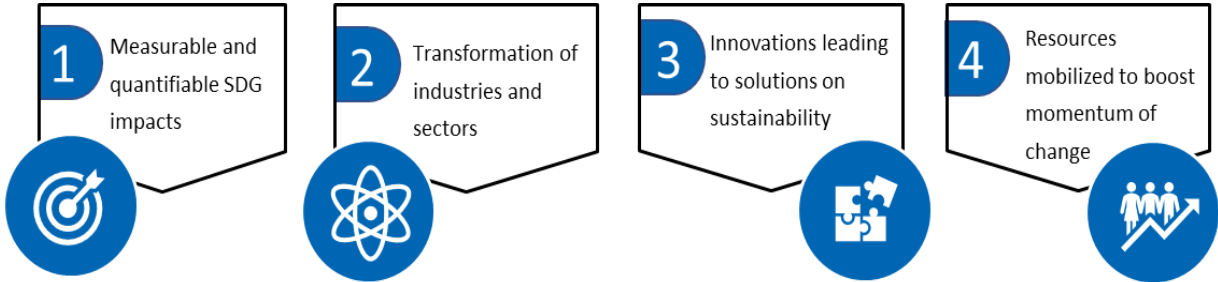 1
Measurable and
quantifiable SDG
impacts
2
Transformation of
industries and
sectors
3
Innovations leading
to solutions on
sustainability
4
Resources
mobilized to boost
momentum of
change